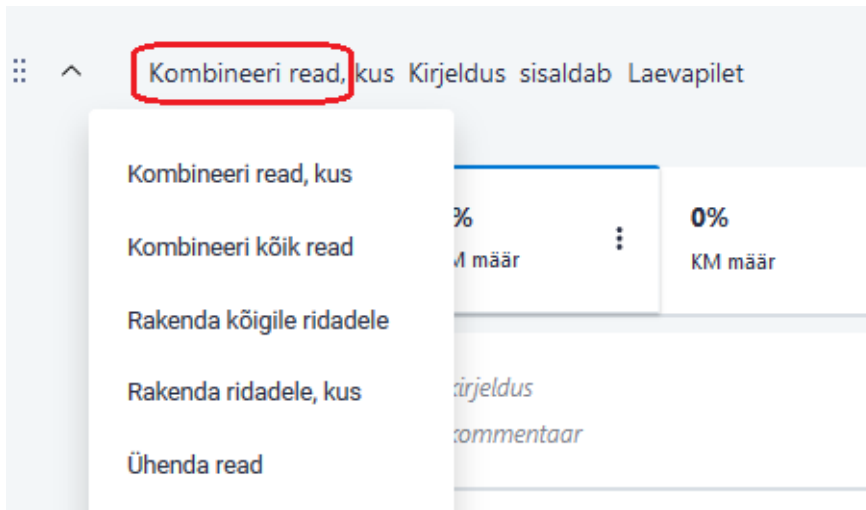 Kombineeri read, kus Kirjeldus sisaldab Laevapilet
Kombineeri read, kus
Kombineeri kõik read
Rakenda kõigile ridadele
Rakenda ridadele, kus
Ühenda read
%
M määr
0%
KM määr
kirjeldus
kommentaar